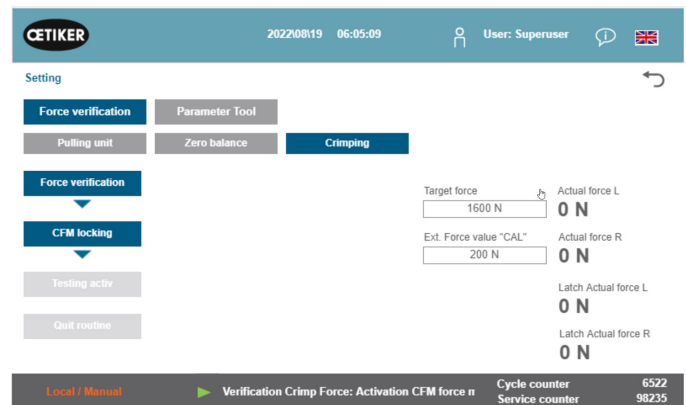 OETIKER
2022\08\19 06:05:09
User: Superuser
Setting
Force verification Parameter Tool
Pulling unit Zero balance Crimping
Force verification
CFM locking
Testing activ
Quit routine
Target force
1600 N
Ext. Force value "CAL"
200 N
Actual force L
0 N
Actual force R
0 N
Latch Actual force L
0 N
Latch Actual force R
0 N
Local / Manual
Verification Crimp Force: Activation CFM force
Cycle counter 6522
Service counter 98235